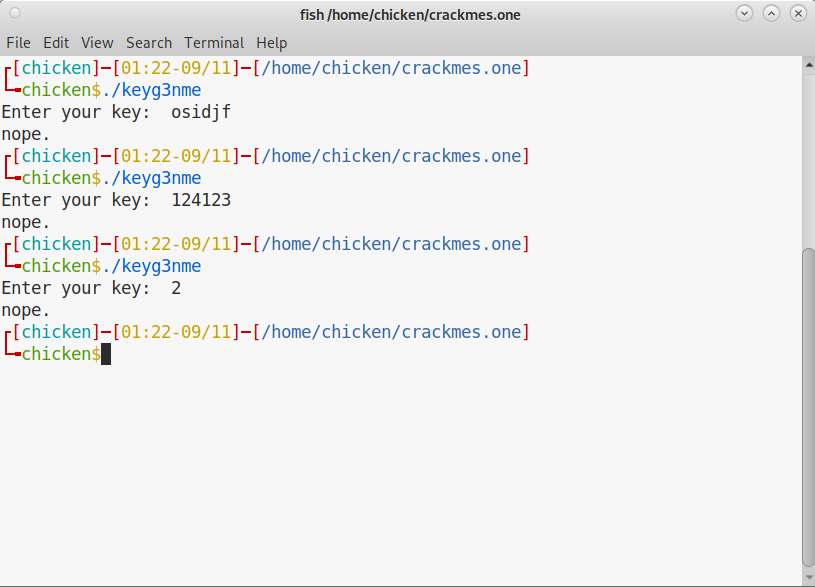 fish /home/chicken/crackmes.one
File Edit View Search Terminal Help
┌[chicken]─[01:22-09/11]─[/home/chicken/crackmes.one]
└╼chicken$./keyg3nme
Enter your key:  osidjf
nope.
┌[chicken]─[01:22-09/11]─[/home/chicken/crackmes.one]
└╼chicken$./keyg3nme
Enter your key:  124123
nope.
┌[chicken]─[01:22-09/11]─[/home/chicken/crackmes.one]
└╼chicken$./keyg3nme
Enter your key:  2
nope.
┌[chicken]─[01:22-09/11]─[/home/chicken/crackmes.one]
└╼chicken$